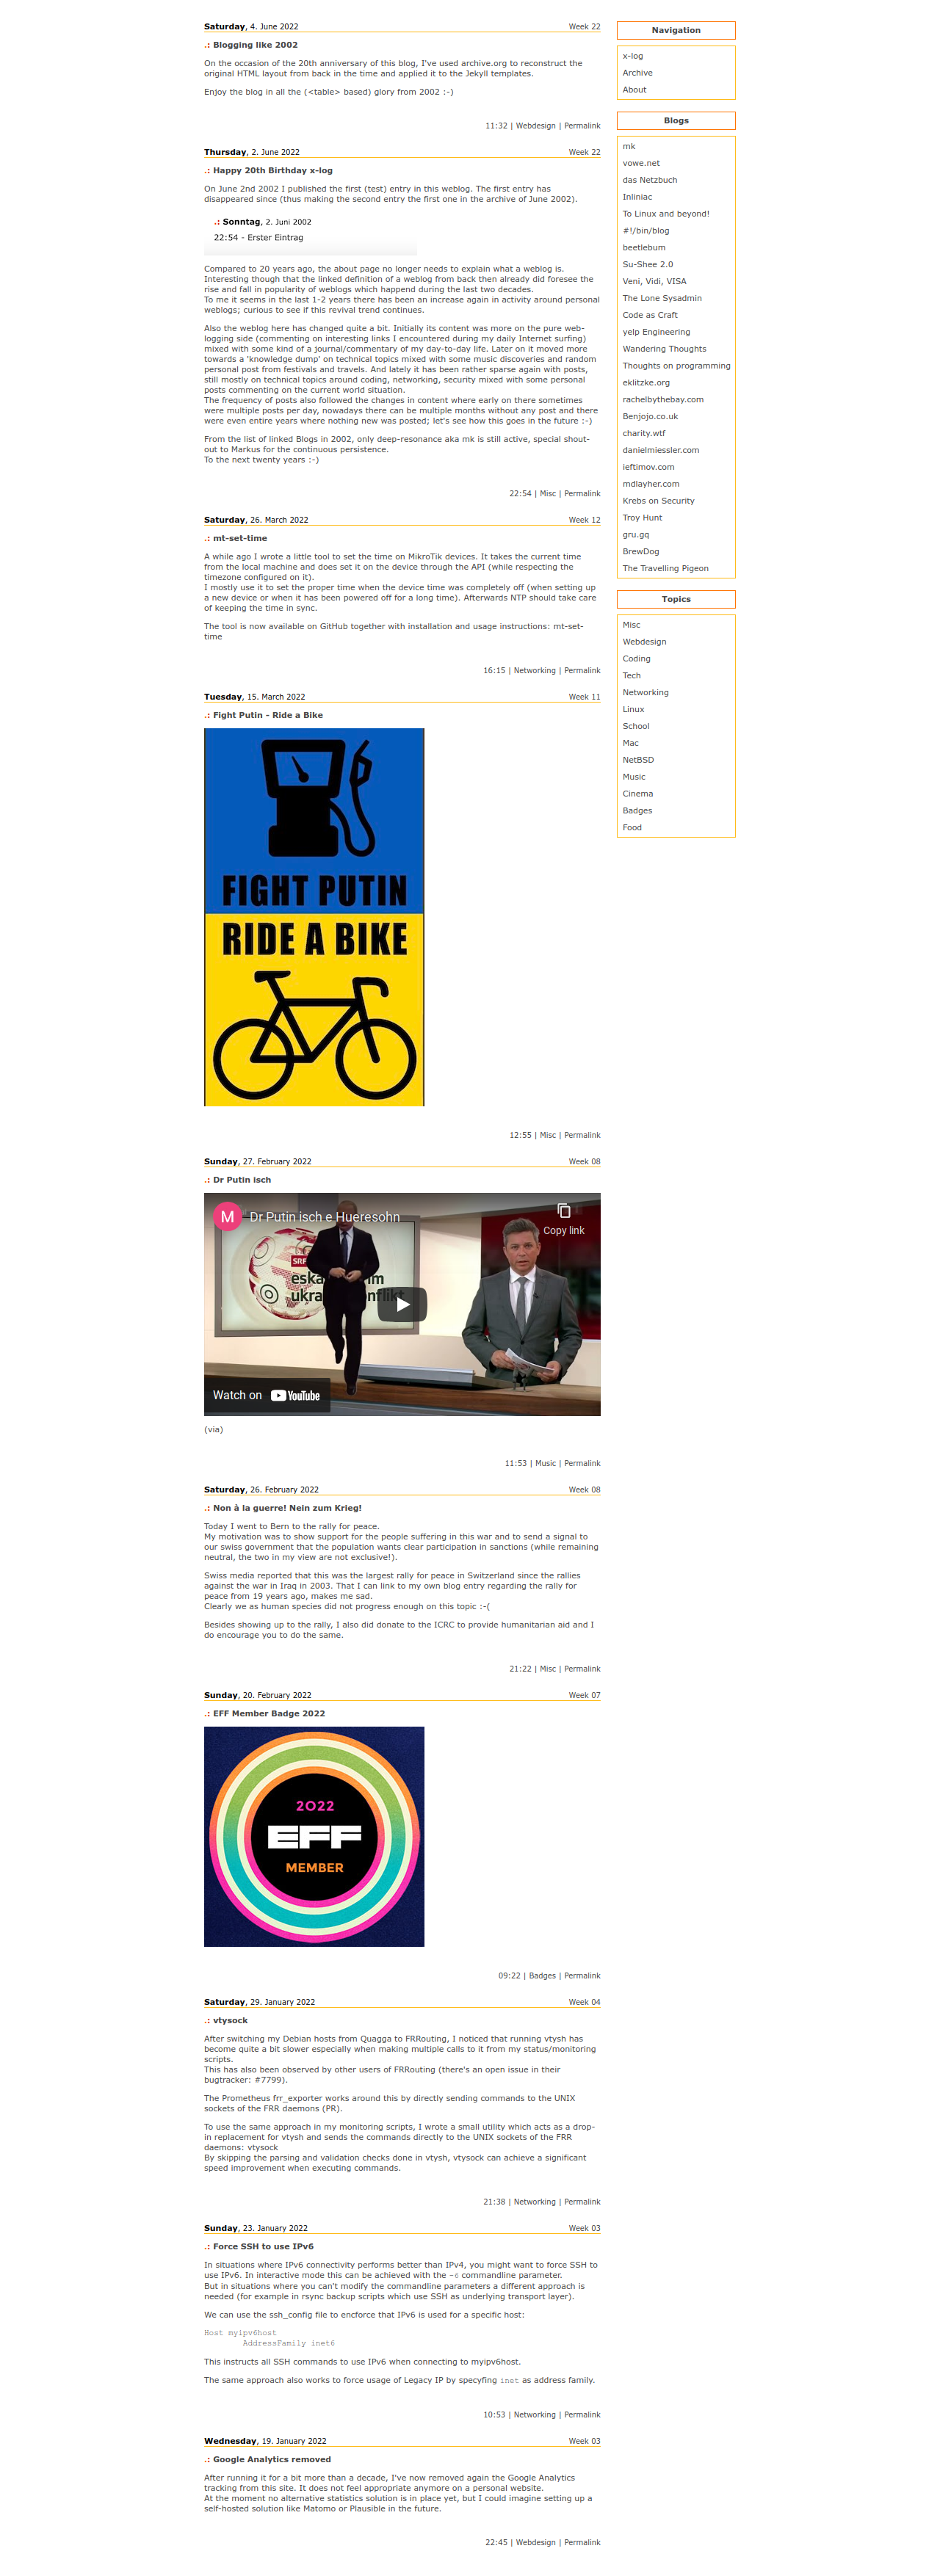 Saturday, 4. June 2022 Week 22
.: Blogging like 2002
On the occasion of the 20th anniversary of this blog, I've used archive.org to reconstruct the
original HTML layout from back in the time and applied it to the Jekyll templates.
Enjoy the blog in all the (<table> based) glory from 2002 :-)
11:32 | Webdesign | Permalink
Thursday, 2. June 2022 Week 22
.: Happy 20th Birthday x-log
On June 2nd 2002 I published the first (test) entry in this weblog. The first entry has
disappeared since (thus making the second entry the first one in the archive of June 2002).
.: Sonntag, 2. Juni 2002
22:54 - Erster Eintrag
Compared to 20 years ago, the about page no longer needs to explain what a weblog is.
Interesting though that the linked definition of a weblog from back then already did foresee the
rise and fall in popularity of weblogs which happend during the last two decades.
To me it seems in the last 1-2 years there has been an increase again in activity around personal
weblogs; curious to see if this revival trend continues.
Also the weblog here has changed quite a bit. Initially its content was more on the pure web-
logging side (commenting on interesting links I encountered during my daily Internet surfing)
mixed with some kind of a journal/commentary of my day-to-day life. Later on it moved more
towards a 'knowledge dump' on technical topics mixed with some music discoveries and random
personal post from festivals and travels. And lately it has been rather sparse again with posts,
still mostly on technical topics around coding, networking, security mixed with some personal
posts commenting on the current world situation.
The frequency of posts also followed the changes in content where early on there sometimes
were multiple posts per day, nowadays there can be multiple months without any post and there
were even entire years where nothing new was posted; let's see how this goes in the future :-)
From the list of linked Blogs in 2002, only deep-resonance aka mk is still active, special shout-
out to Markus for the continuous persistence.
To the next twenty years :-)
22:54 | Misc | Permalink
Saturday, 26. March 2022 Week 12
.: mt-set-time
A while ago I wrote a little tool to set the time on MikroTik devices. It takes the current time
from the local machine and does set it on the device through the API (while respecting the
timezone configured on it).
I mostly use it to set the proper time when the device time was completely off (when setting up
a new device or when it has been powered off for a long time). Afterwards NTP should take care
of keeping the time in sync.
The tool is now available on GitHub together with installation and usage instructions: mt-set-
time
16:15 | Networking | Permalink
Tuesday, 15. March 2022 Week 11
.: Fight Putin – Ride a Bike
FIGHT PUTIN
RIDE A BIKE
12:55 | Misc | Permalink
Sunday, 27. February 2022 Week 08
.: Dr Putin isch
M Dr Putin isch e Hueresohn
Copy link
SRF
Watch on YouTube
(via)
11:53 | Music | Permalink
Saturday, 26. February 2022 Week 08
.: Non à la guerre! Nein zum Krieg!
Today I went to Bern to the rally for peace.
My motivation was to show support for the people suffering in this war and to send a signal to
our swiss government that the population wants clear participation in sanctions (while remaining
neutral, the two in my view are not exclusive!).
Swiss media reported that this was the largest rally for peace in Switzerland since the rallies
against the war in Iraq in 2003. That I can link to my own blog entry regarding the rally for
peace from 19 years ago, makes me sad.
Clearly we as human species did not progress enough on this topic :-(
Besides showing up to the rally, I also did donate to the ICRC to provide humanitarian aid and I
do encourage you to do the same.
21:22 | Misc | Permalink
Sunday, 20. February 2022 Week 07
.: EFF Member Badge 2022
2022
EFF
MEMBER
09:22 | Badges | Permalink
Saturday, 29. January 2022 Week 04
.: vtysock
After switching my Debian hosts from Quagga to FRRouting, I noticed that running vtysh has
become quite a bit slower especially when making multiple calls to it from my status/monitoring
scripts.
This has also been observed by other users of FRRouting (there's an open issue in their
bugtracker: #7799).
The Prometheus frr_exporter works around this by directly sending commands to the UNIX
sockets of the FRR daemons (PR).
To use the same approach in my monitoring scripts, I wrote a small utility which acts as a drop-
in replacement for vtysh and sends the commands directly to the UNIX sockets of the FRR
daemons: vtysock
By skipping the parsing and validation checks done in vtysh, vtysock can achieve a significant
speed improvement when executing commands.
21:38 | Networking | Permalink
Sunday, 23. January 2022 Week 03
.: Force SSH to use IPv6
In situations where IPv6 connectivity performs better than IPv4, you might want to force SSH to
use IPv6. In interactive mode this can be achieved with the -6 commandline parameter.
But in situations where you can't modify the commandline parameters a different approach is
needed (for example in rsync backup scripts which use SSH as underlying transport layer).
We can use the ssh_config file to encforce that IPv6 is used for a specific host:
Host myipv6host
AddressFamily inet6
This instructs all SSH commands to use IPv6 when connecting to myipv6host.
The same approach also works to force usage of Legacy IP by specyfing inet as address family.
10:53 | Networking | Permalink
Wednesday, 19. January 2022 Week 03
.: Google Analytics removed
After running it for a bit more than a decade, I've now removed again the Google Analytics
tracking from this site. It does not feel appropriate anymore on a personal website.
At the moment no alternative statistics solution is in place yet, but I could imagine setting up a
self-hosted solution like Matomo or Plausible in the future.
22:45 | Webdesign | Permalink
Navigation
x-log
Archive
About
Blogs
mk
vowe.net
das Netzbuch
Inliniac
To Linux and beyond!
#!/bin/blog
beetlebum
Su-Shee 2.0
Veni, Vidi, VISA
The Lone Sysadmin
Code as Craft
yelp Engineering
Wandering Thoughts
Thoughts on programming
eklitzke.org
rachelbythebay.com
Benjojo.co.uk
charity.wtf
danielmiessler.com
ieftimov.com
mdlayher.com
Krebs on Security
Troy Hunt
gru.gq
BrewDog
The Travelling Pigeon
Topics
Misc
Webdesign
Coding
Tech
Networking
Linux
School
Mac
NetBSD
Music
Cinema
Badges
Food